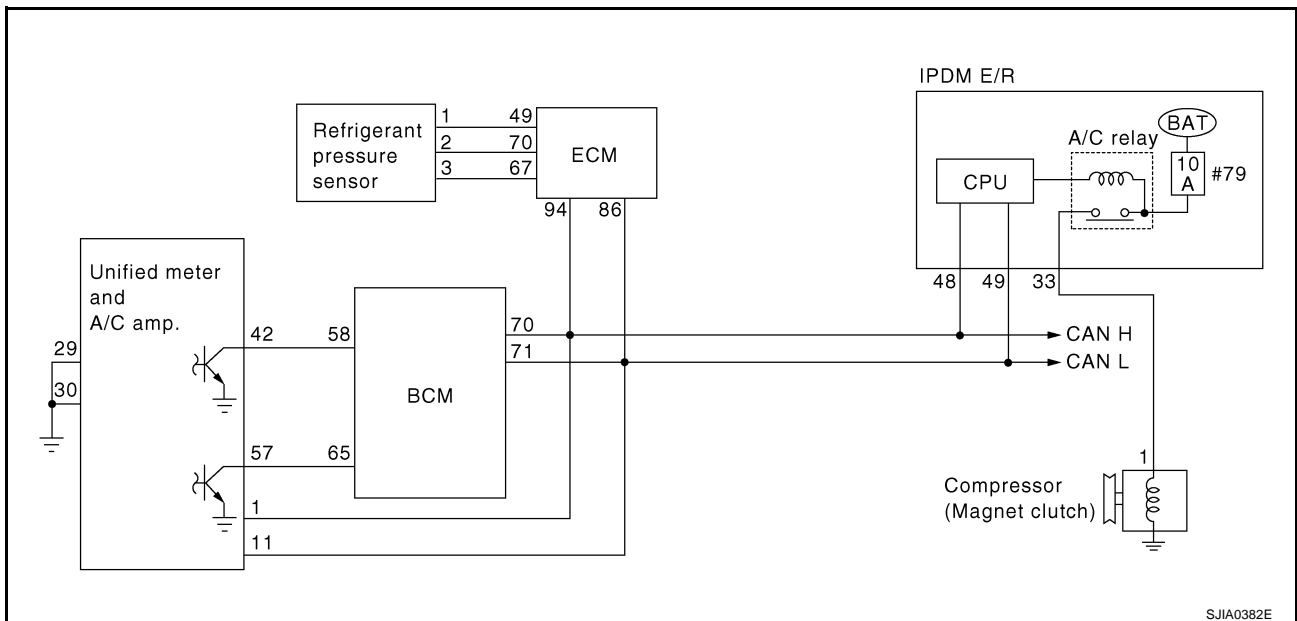 IPDM E/R
BAT
A/C relay
10
A
#79
CPU
Refrigerant
pressure
sensor
1
2
3
49
70
67
ECM
94
86
48
49
33
Unified meter
and
A/C amp.
29
30
42
58
57
65
1
11
BCM
70
71
CAN H
CAN L
1
Compressor
(Magnet clutch)
SJIA0382E